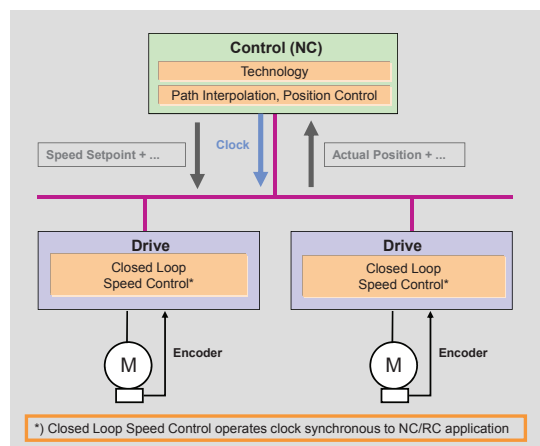 Control (NC)
Technology
Path Interpolation, Position Control
Speed Setpoint + ...
Clock
Actual Position + ...
Drive
Closed Loop
Speed Control*
Drive
Closed Loop
Speed Control*
M
Encoder
M
Encoder
*) Closed Loop Speed Control operates clock synchronous to NC/RC application